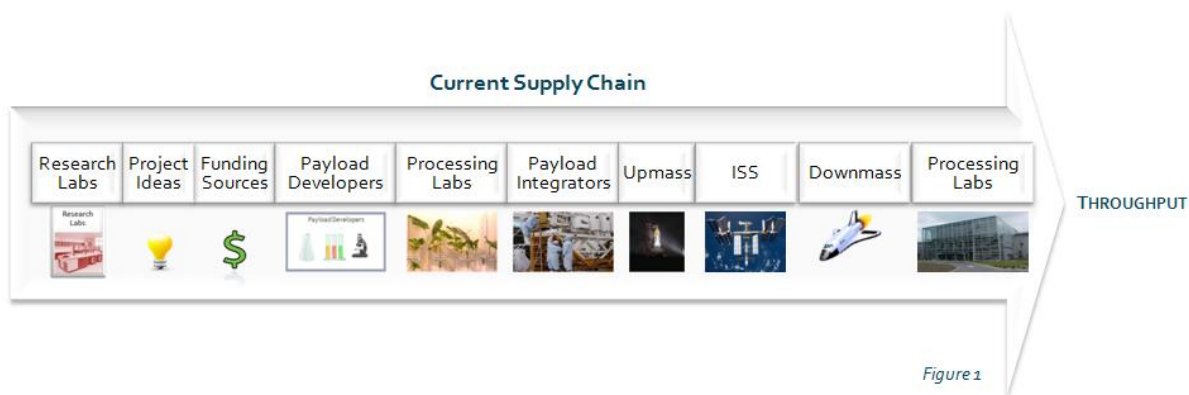 Current Supply Chain
Research
Labs
Project
Ideas
Funding
Sources
Payload
Developers
Processing
Labs
Payload
Integrators
Upmass
ISS
Downmass
Processing
Labs
Research
Labs
$
Payload Developers
THROUGHPUT
Figure 1